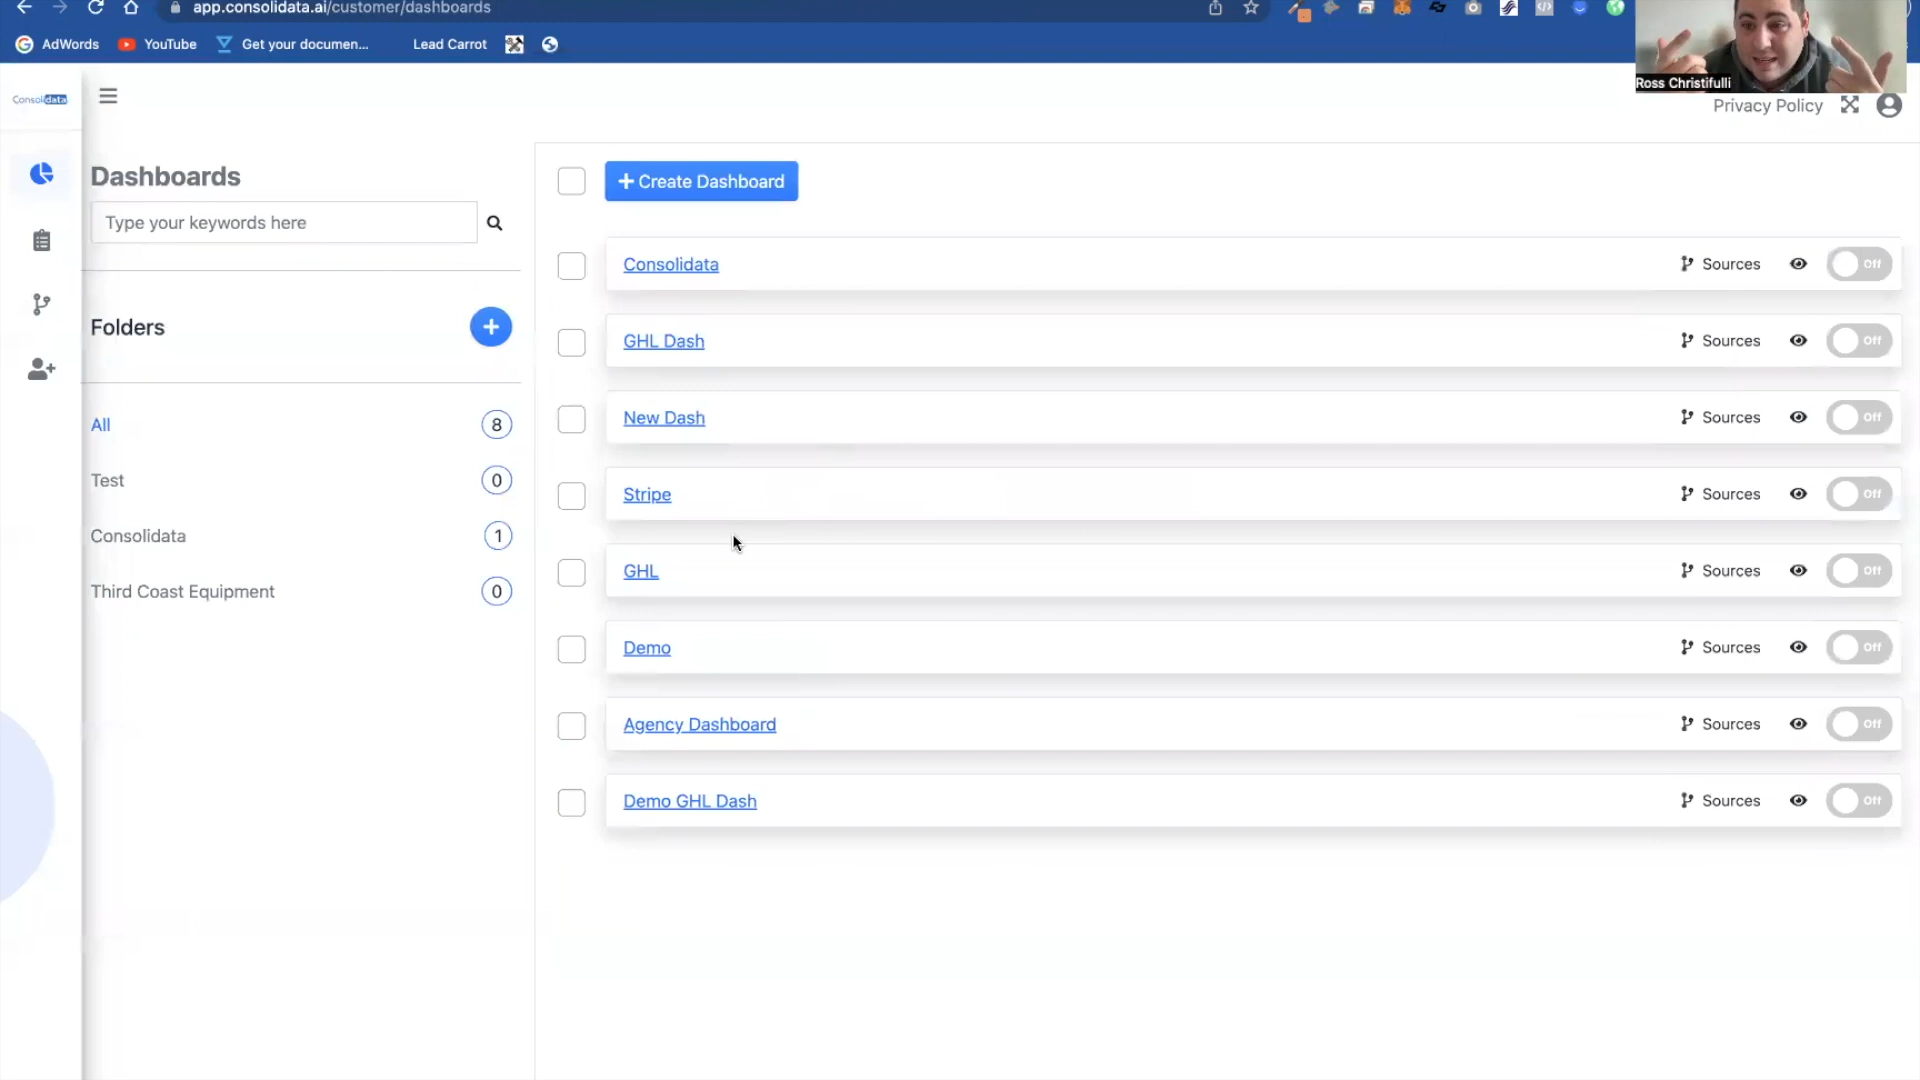 app.consolidata.ai/customer/dashboards
AdWords
YouTube
Get your documen...
Lead Carrot
Ross Christifulli
Consolidata
Privacy Policy
Dashboards
Type your keywords here
Folders
All 8
Test 0
Consolidata 1
Third Coast Equipment 0
+ Create Dashboard
Consolidata Sources Off
GHL Dash Sources Off
New Dash Sources Off
Stripe Sources Off
GHL Sources Off
Demo Sources Off
Agency Dashboard Sources Off
Demo GHL Dash Sources Off